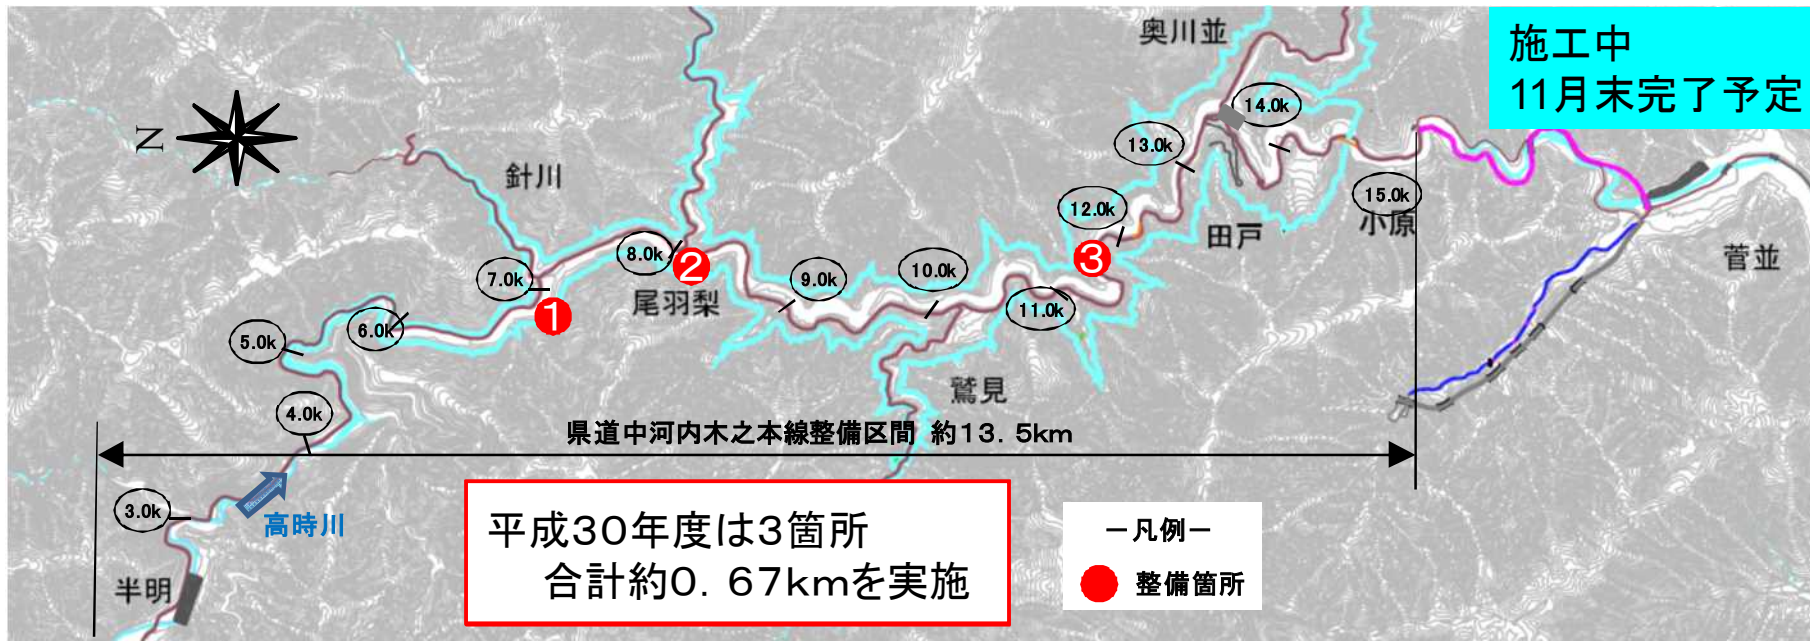 奥川並
施工中
11月末完了予定
N
針川
14.0k
13.0k
15.0k
12.0k
小原
田戸
菅並
8.0k
②
③
7.0k
①
尾羽梨
9.0k
10.0k
11.0k
6.0k
5.0k
鷲見
4.0k
県道中河内木之本線整備区間 約13.5km
3.0k
高時川
半明
平成30年度は3箇所
合計約0.67kmを実施
－凡例－
整備箇所